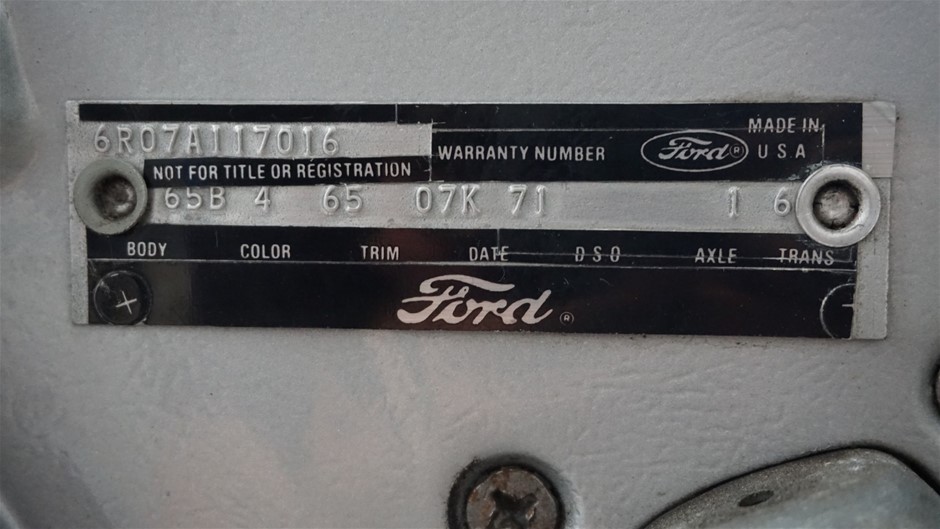 6R07A117016
WARRANTY NUMBER
Ford®
MADE IN
U S A
NOT FOR TITLE OR REGISTRATION
65B 4 65 07K 71 1 6
BODY COLOR TRIM DATE D S O AXLE TRANS
Ford®